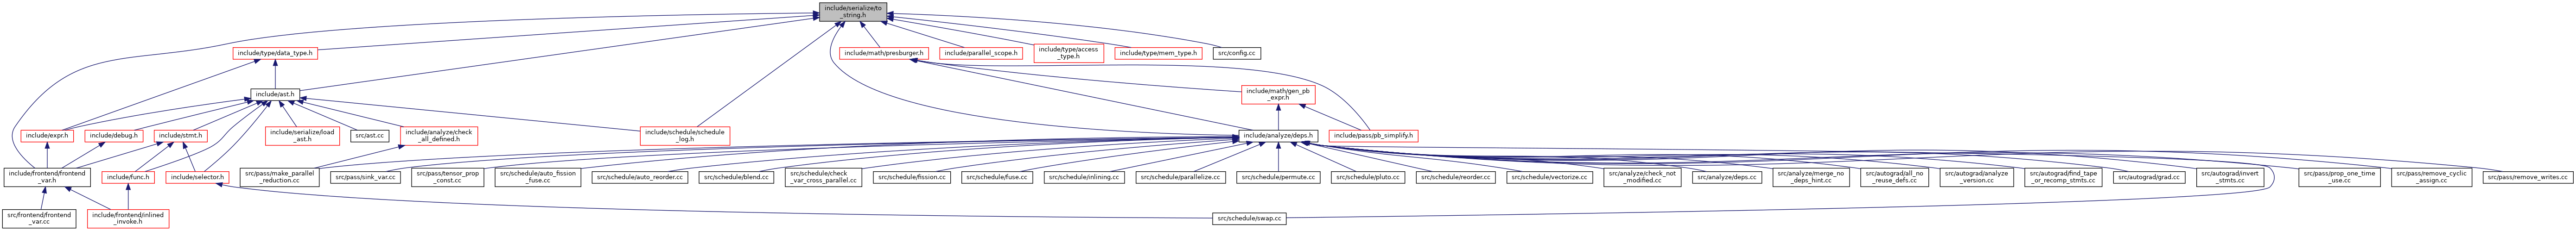 include/serialize/to
_string.h
include/type/data_type.h
include/math/presburger.h
include/parallel_scope.h
include/type/access
_type.h
include/type/mem_type.h
src/config.cc
include/ast.h
include/math/gen_pb
_expr.h
include/expr.h
include/debug.h
include/stmt.h
include/serialize/load
_ast.h
src/ast.cc
include/analyze/check
_all_defined.h
include/schedule/schedule
_log.h
include/analyze/deps.h
include/pass/pb_simplify.h
include/frontend/frontend
_var.h
include/func.h
include/selector.h
src/pass/make_parallel
_reduction.cc
src/pass/sink_var.cc
src/pass/tensor_prop
_const.cc
src/schedule/auto_fission
_fuse.cc
src/schedule/auto_reorder.cc
src/schedule/blend.cc
src/schedule/check
_var_cross_parallel.cc
src/schedule/fission.cc
src/schedule/fuse.cc
src/schedule/inlining.cc
src/schedule/parallelize.cc
src/schedule/permute.cc
src/schedule/pluto.cc
src/schedule/reorder.cc
src/schedule/vectorize.cc
src/analyze/check_not
_modified.cc
src/analyze/deps.cc
src/analyze/merge_no
_deps_hint.cc
src/autograd/all_no
_reuse_defs.cc
src/autograd/analyze
_version.cc
src/autograd/find_tape
_or_recomp_stmts.cc
src/autograd/grad.cc
src/autograd/invert
_stmts.cc
src/pass/prop_one_time
_use.cc
src/pass/remove_cyclic
_assign.cc
src/pass/remove_writes.cc
src/frontend/frontend
_var.cc
include/frontend/inlined
_invoke.h
src/schedule/swap.cc